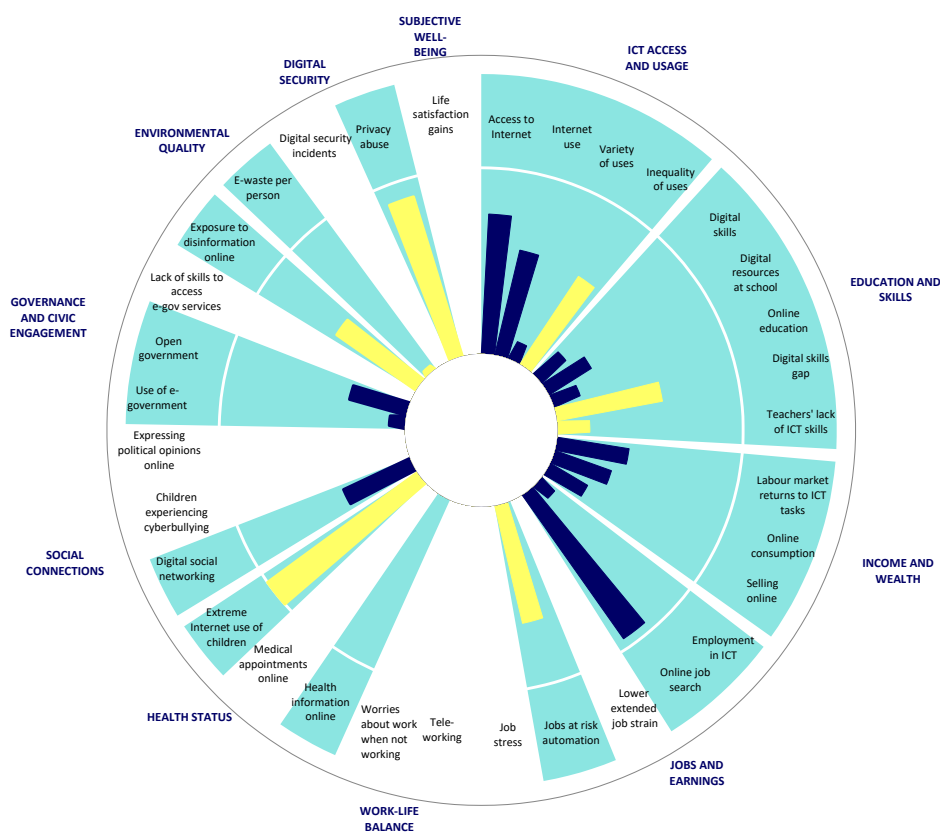 SUBJECTIVE
WELL-
BEING
ICT ACCESS
AND USAGE
Access to
Internet
Internet
use
Variety
of uses
Inequality
of uses
EDUCATION AND
SKILLS
Digital
skills
Digital
resources
at school
Online
education
Digital skills
gap
Teachers' lack
of ICT skills
INCOME AND
WEALTH
Labour market
returns to ICT
tasks
Online
consumption
Selling
online
JOBS AND
EARNINGS
Employment
in ICT
Online job
search
Lower
extended
job strain
Jobs at risk
automation
Job
stress
WORK-LIFE
BALANCE
Tele-
working
Worries
about work
when not
working
HEALTH STATUS
Health
information
online
Medical
appointments
online
Extreme
Internet use of
children
SOCIAL
CONNECTIONS
Digital social
networking
Children
experiencing
cyberbullying
GOVERNANCE
AND CIVIC
ENGAGEMENT
Expressing
political opinions
online
Use of e-
government
Open
government
Lack of skills to
access
e-gov services
Exposure to
disinformation
online
ENVIRONMENTAL
QUALITY
E-waste per
person
DIGITAL
SECURITY
Digital security
incidents
Privacy
abuse
Life
satisfaction
gains